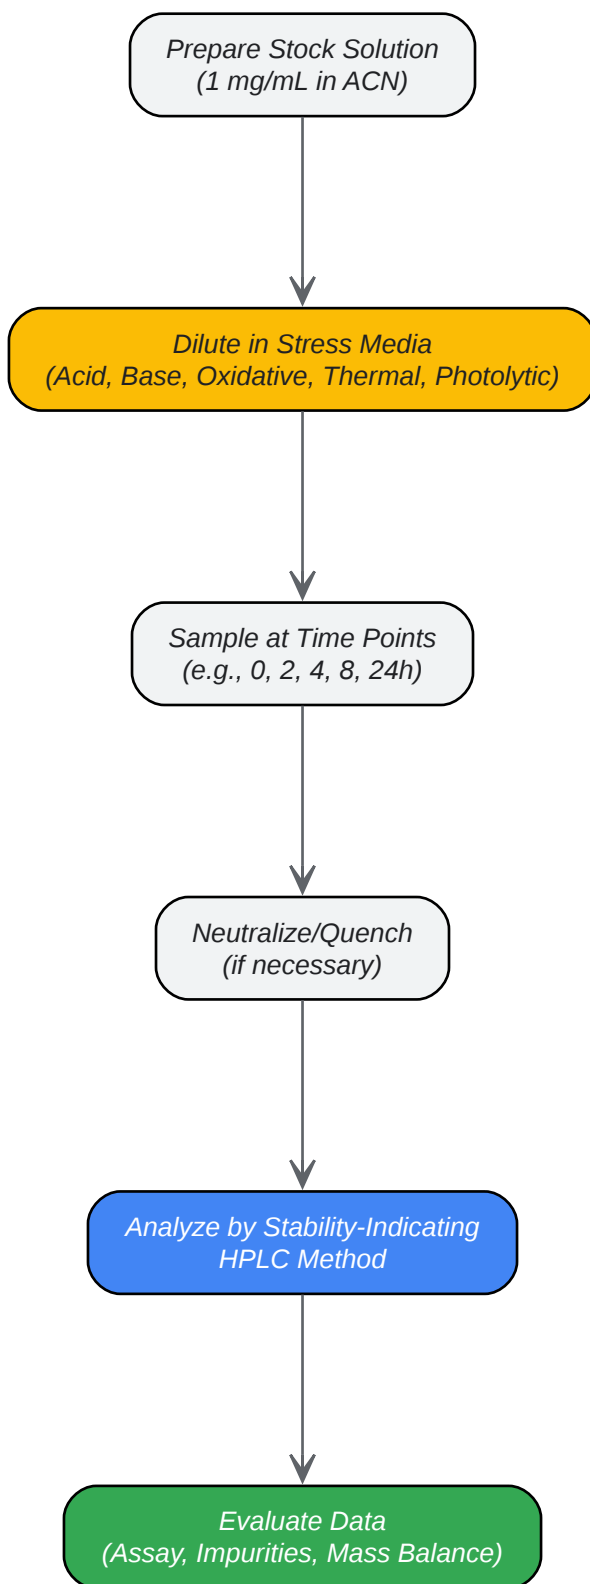 Prepare Stock Solution
(1 mg/mL in ACN)
Dilute in Stress Media
(Acid, Base, Oxidative, Thermal, Photolytic)
Sample at Time Points
(e.g., 0, 2, 4, 8, 24h)
Neutralize/Quench
(if necessary)
Analyze by Stability-Indicating
HPLC Method
Evaluate Data
(Assay, Impurities, Mass Balance)